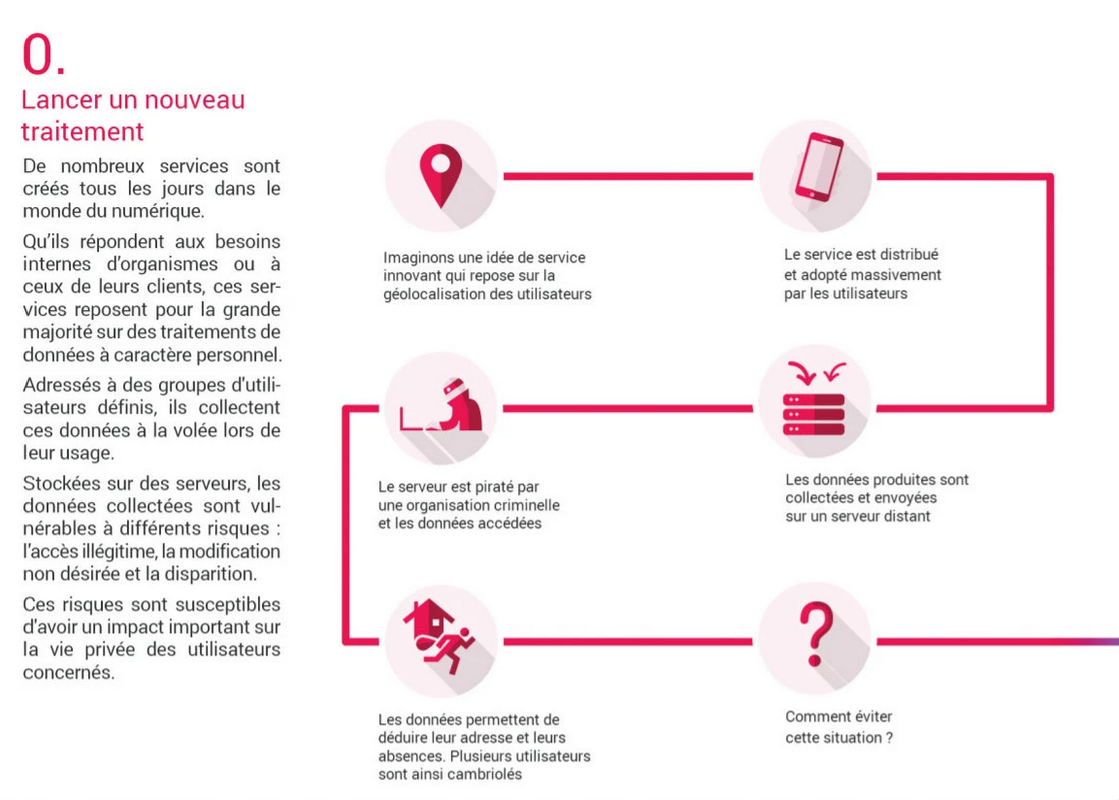 0.
Lancer un nouveau
traitement
De nombreux services sont
créés tous les jours dans le
monde du numérique.
Qu'ils répondent aux besoins
internes d'organismes ou à
ceux de leurs clients, ces ser-
vices reposent pour la grande
majorité sur des traitements de
données à caractère personnel.
Adressés à des groupes d'utili-
sateurs définis, ils collectent
ces données à la volée lors de
leur usage.
Stockées sur des serveurs, les
données collectées sont vul-
nérables à différents risques :
l'accès illégitime, la modification
non désirée et la disparition.
Ces risques sont susceptibles
d'avoir un impact important sur
la vie privée des utilisateurs
concernés.
Imaginons une idée de service
innovant qui repose sur la
géolocalisation des utilisateurs
Le service est distribué
et adopté massivement
par les utilisateurs
Les données produites sont
collectées et envoyées
sur un serveur distant
Le serveur est piraté par
une organisation criminelle
et les données accédées
Les données permettent de
déduire leur adresse et leurs
absences. Plusieurs utilisateurs
sont ainsi cambriolés
Comment éviter
cette situation ?